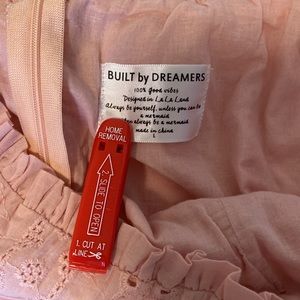 BUILT by DREAMERS
100% Good vibes
Designed in La La Land
Always be yourself, unless you can be
a mermaid
always be a mermaid
made in china
L
HOME
REMOVAL
2. SLIDE TO OPEN
1. CUT AT
LINE